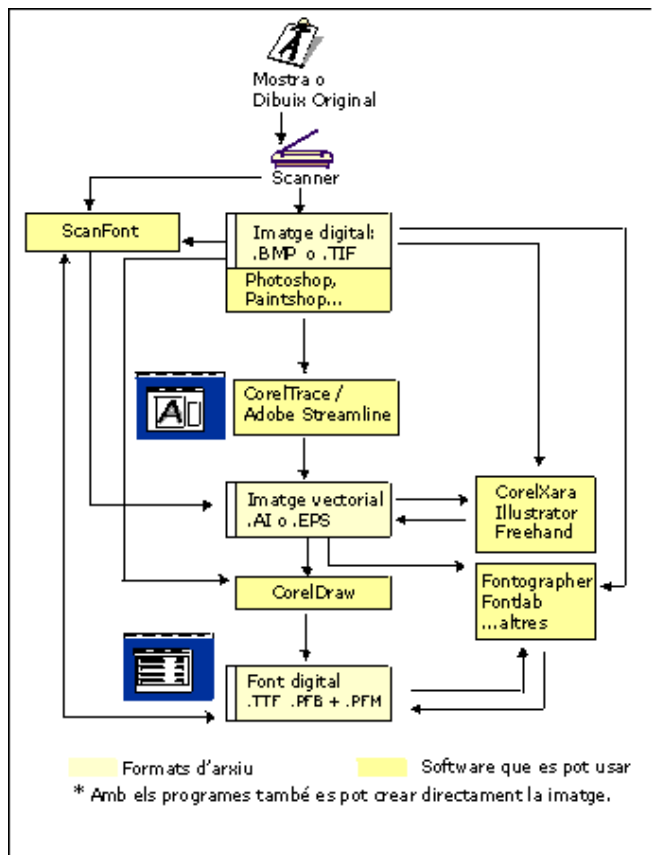 Mostra o
Dibuix Original
Scanner
ScanFont
Imatge digital:
.BMP o .TIF
Photoshop,
Paintshop...
CorelTrace /
Adobe Streamline
Imatge vectorial
.AI o .EPS
CorelXara
Illustrator
Freehand
CorelDraw
Fontographer
Fontlab
...altres
Font digital
.TTF .PFB + .PFM
Formats d'arxiu
Software que es pot usar
* Amb els programes també es pot crear directament la imatge.